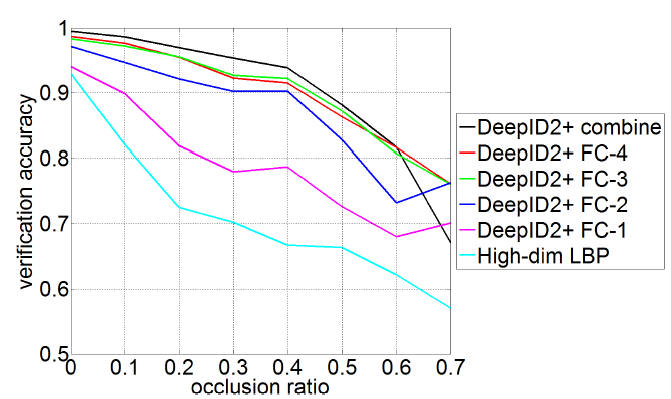 1
0.9
0.8
0.7
0.6
0.5
verification accuracy
0
0.1
0.2
0.3
0.4
0.5
0.6
0.7
occlusion ratio
DeepID2+ combine
DeepID2+ FC-4
DeepID2+ FC-3
DeepID2+ FC-2
DeepID2+ FC-1
High-dim LBP